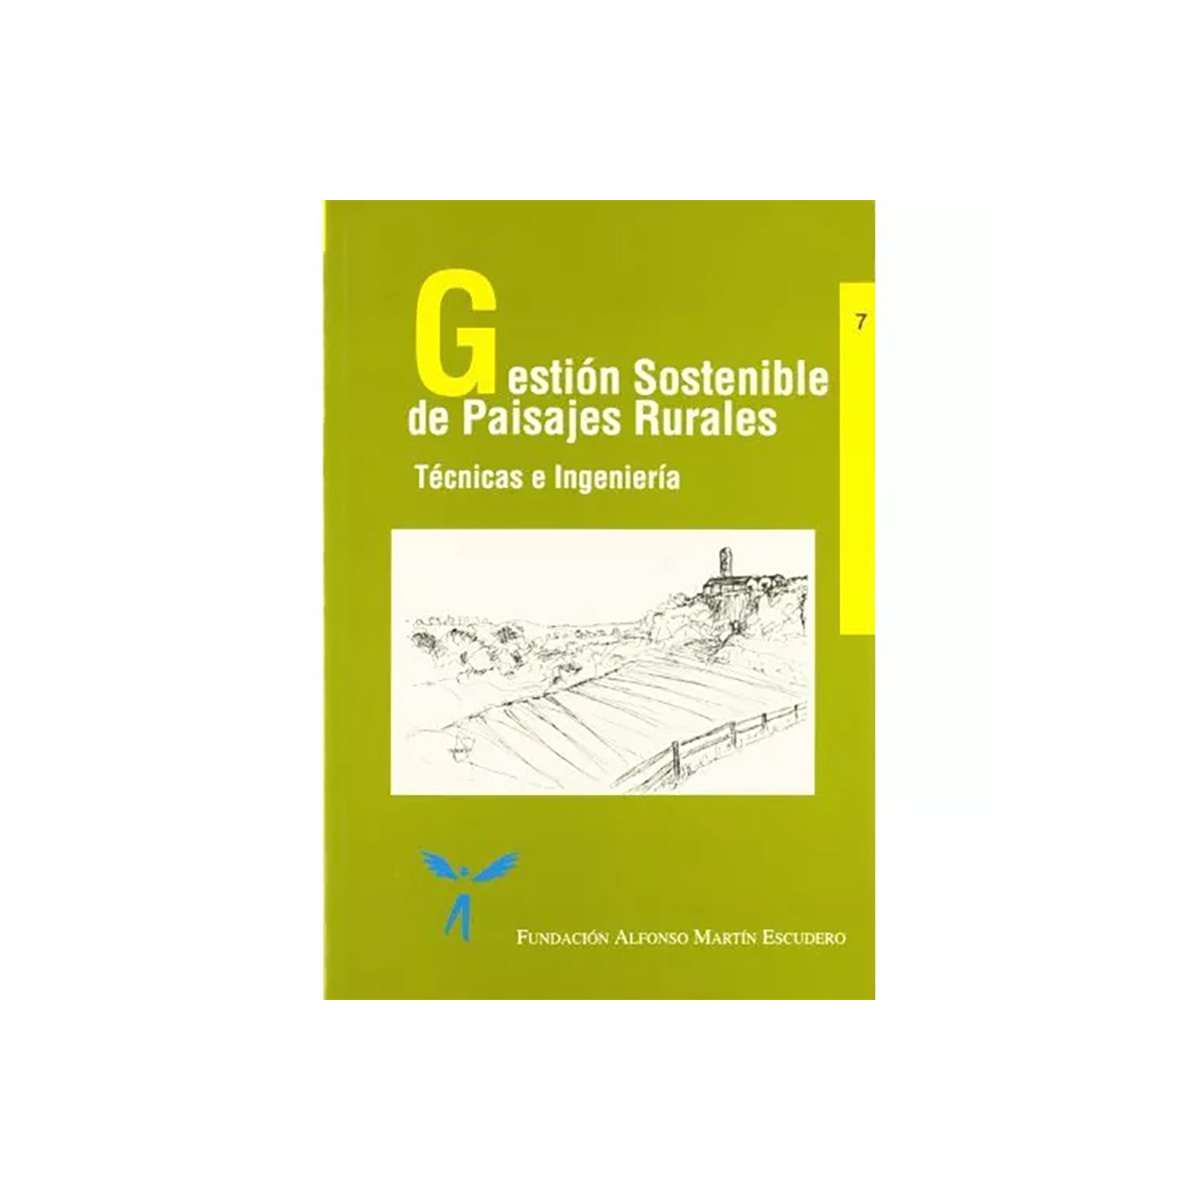 7
Gestión Sostenible
de Paisajes Rurales
Técnicas e Ingeniería
FUNDACIÓN ALFONSO MARTÍN ESCUDERO